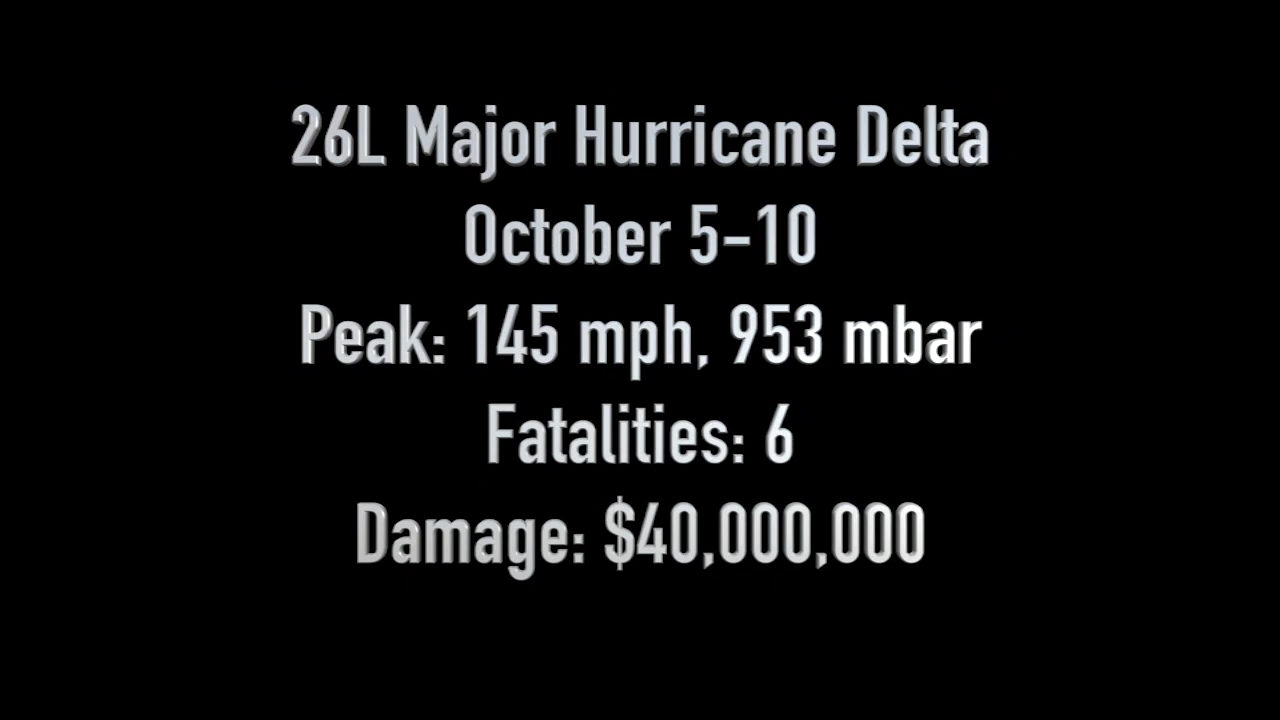 26L Major Hurricane Delta
October 5-10
Peak: 145 mph, 953 mbar
Fatalities: 6
Damage: $40,000,000